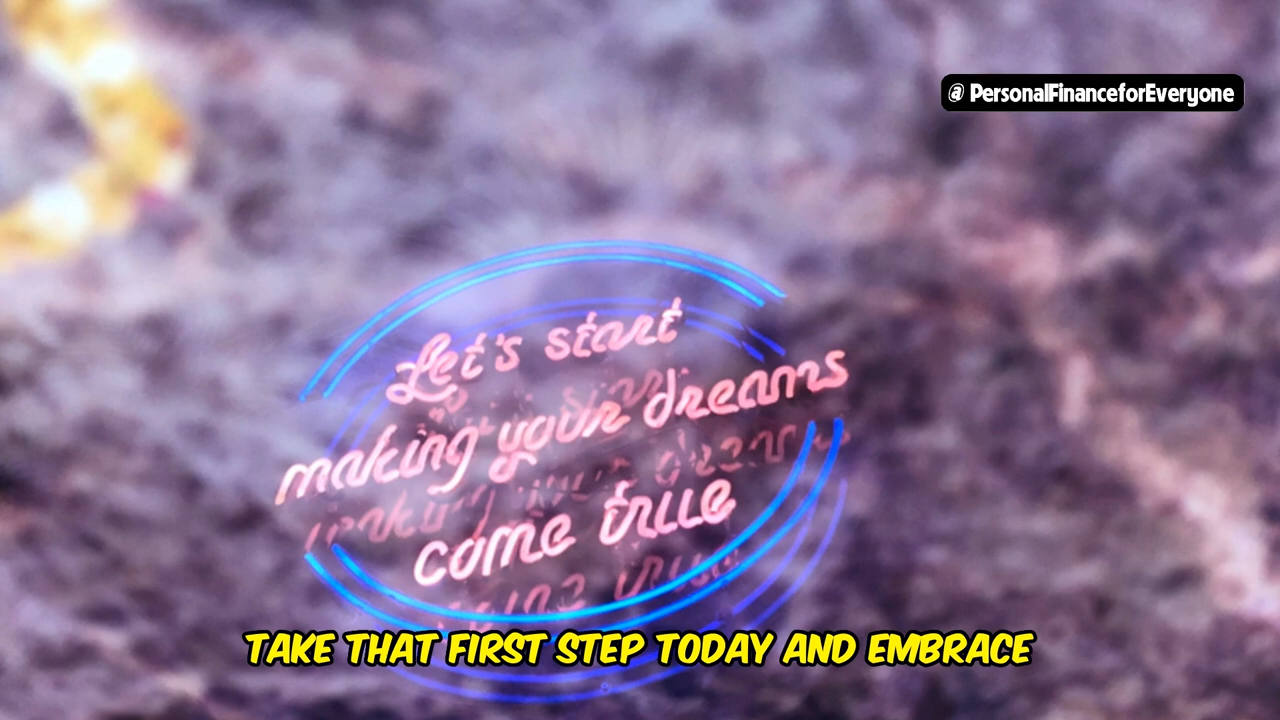 @ PersonalFinanceforEveryone
Let's start
making your dreams
come true
TAKE THAT FIRST STEP TODAY AND EMBRACE